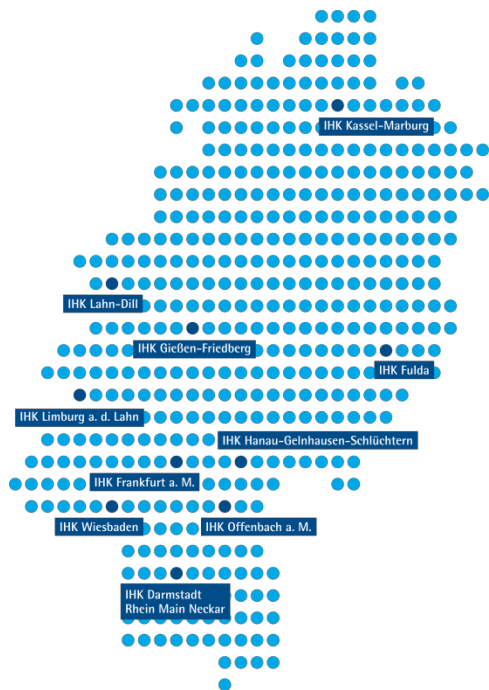 IHK Kassel-Marburg
IHK Lahn-Dill
IHK Gießen-Friedberg
IHK Fulda
IHK Limburg a. d. Lahn
IHK Hanau-Gelnhausen-Schlüchtern
IHK Frankfurt a. M.
IHK Wiesbaden
IHK Offenbach a. M.
IHK Darmstadt
Rhein Main Neckar